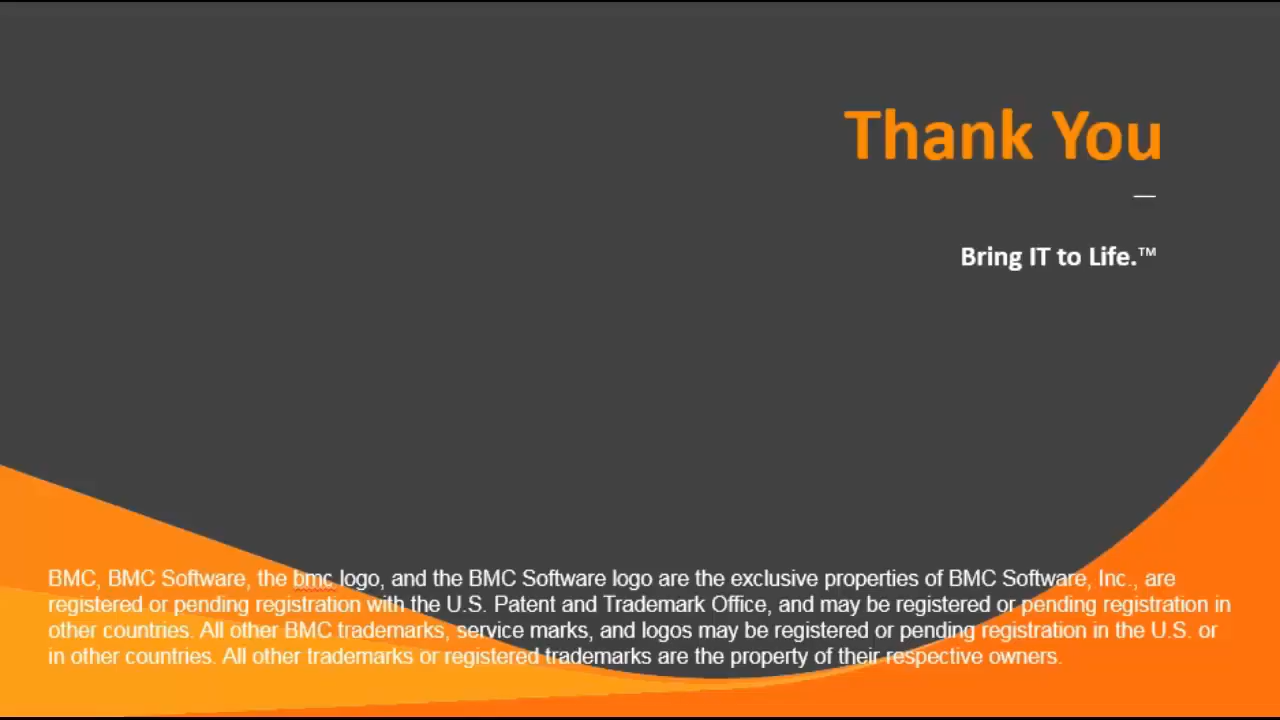 Thank You
—
Bring IT to Life.™
BMC, BMC Software, the bmc logo, and the BMC Software logo are the exclusive properties of BMC Software, Inc., are
registered or pending registration with the U.S. Patent and Trademark Office, and may be registered or pending registration in
other countries. All other BMC trademarks, service marks, and logos may be registered or pending registration in the U.S. or
in other countries. All other trademarks or registered trademarks are the property of their respective owners.